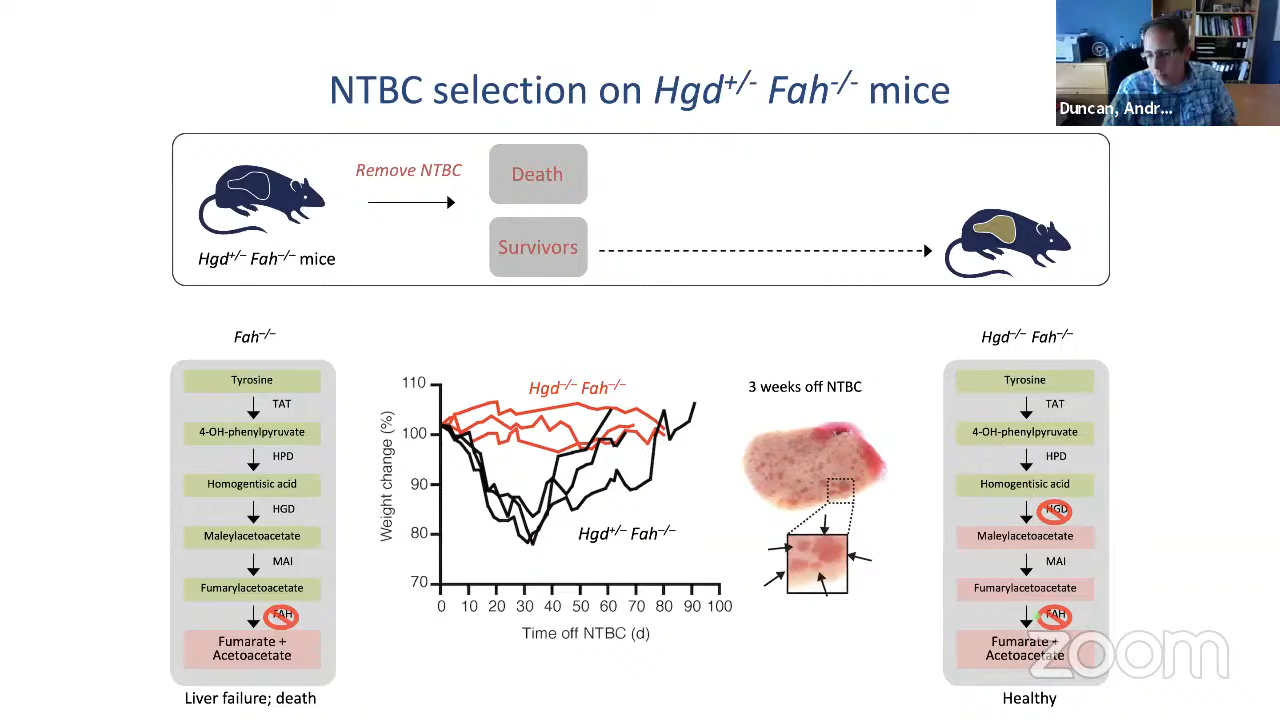 NTBC selection on Hgd+/- Fah-/- mice
Duncan, Andr...
Remove NTBC
Death
Survivors
Hgd+/– Fah–/– mice
Fah–/–
Tyrosine
TAT
4-OH-phenylpyruvate
HPD
Homogentisic acid
HGD
Maleylacetoacetate
MAI
Fumarylacetoacetate
FAH
Fumarate +
Acetoacetate
Liver failure; death
Weight change (%)
110
100
90
80
70
0 10 20 30 40 50 60 70 80 90 100
Time off NTBC (d)
Hgd–/– Fah–/–
Hgd+/– Fah–/–
3 weeks off NTBC
Hgd–/– Fah–/–
Tyrosine
TAT
4-OH-phenylpyruvate
HPD
Homogentisic acid
HGD
Maleylacetoacetate
MAI
Fumarylacetoacetate
FAH
Fumarate +
Acetoacetate
Healthy
zoom